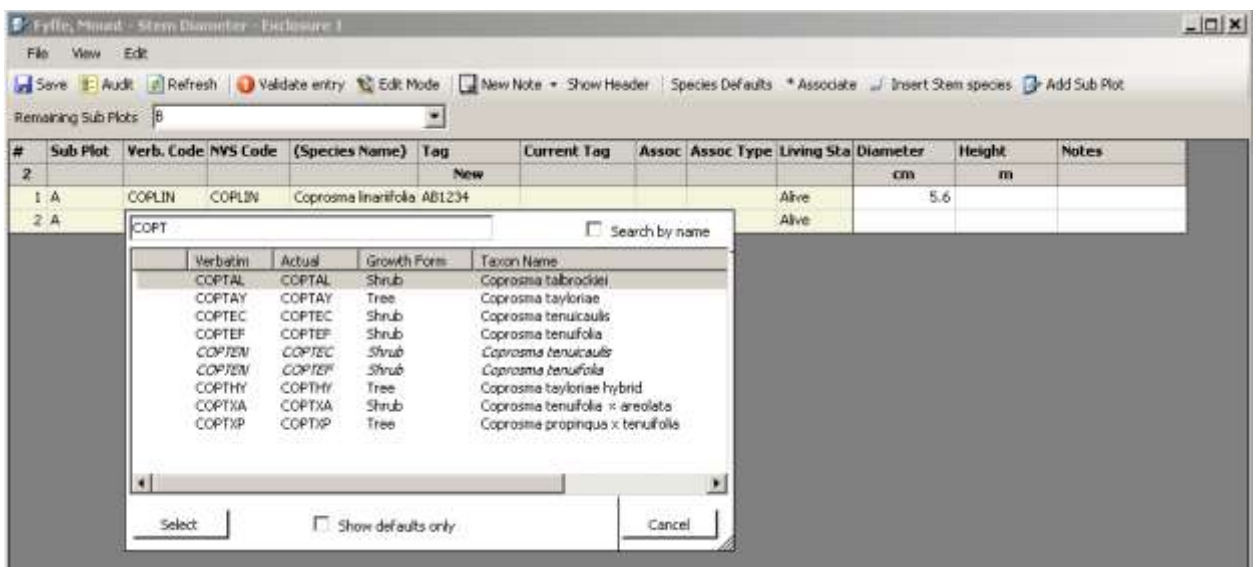 Fyffe, Mount - Stem Diameter - Exclosure 1
File View Edit
Save Audit Refresh Validate entry Edit Mode New Note Show Header Species Defaults * Associate Insert Stem species Add Sub Plot
Remaining Sub Plots B
# Sub Plot Verb. Code NVS Code (Species Name) Tag Current Tag Assoc Assoc Type Living Sta Diameter Height Notes
2 New cm m
1 A COPLIN COPLIN Coprosma linariifolia AB1234 Alive 5.6
2 A Alive
COPT Search by name
Verbatim Actual Growth Form Taxon Name
COPTAL COPTAL Shrub Coprosma talbrockiei
COPTAY COPTAY Tree Coprosma tayloriae
COPTEC COPTEC Shrub Coprosma tenuicaulis
COPTEF COPTEF Shrub Coprosma tenuifolia
COPTEN COPTEC Shrub Coprosma tenuicaulis
COPTEN COPTEF Shrub Coprosma tenuifolia
COPTHY COPTHY Tree Coprosma tayloriae hybrid
COPTXA COPTXA Shrub Coprosma tenuifolia × areolata
COPTXP COPTXP Tree Coprosma propinqua x tenuifolia
Select Show defaults only Cancel